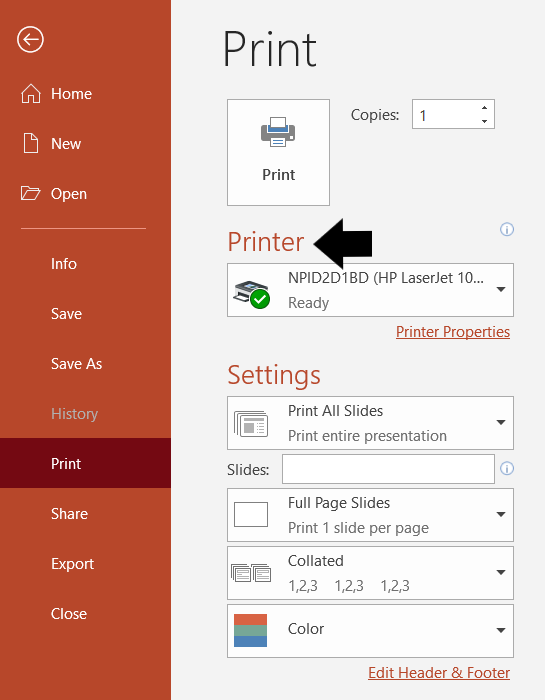 Print
Home
New
Open
Info
Save
Save As
History
Print
Share
Export
Close
Print
Copies: 1
Printer
NPID2D1BD (HP LaserJet 10...
Ready
Printer Properties
Settings
Print All Slides
Print entire presentation
Slides:
Full Page Slides
Print 1 slide per page
Collated
1,2,3 1,2,3 1,2,3
Color
Edit Header & Footer